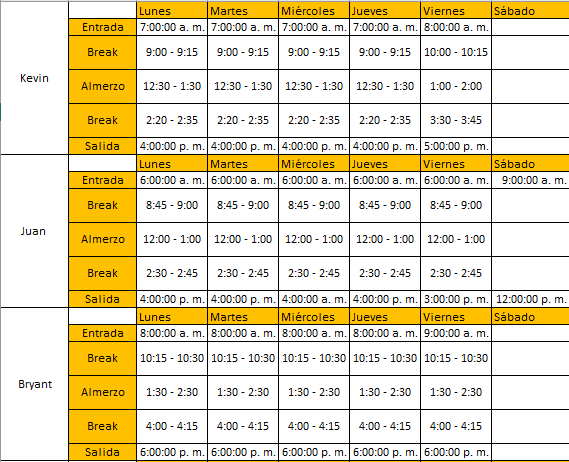 Lunes Martes Miércoles Jueves Viernes Sábado
Entrada 7:00:00 a. m. 7:00:00 a. m. 7:00:00 a. m. 7:00:00 a. m. 8:00:00 a. m.
Break 9:00 - 9:15 9:00 - 9:15 9:00 - 9:15 9:00 - 9:15 10:00 - 10:15
Kevin
Almerzo 12:30 - 1:30 12:30 - 1:30 12:30 - 1:30 12:30 - 1:30 1:00 - 2:00
Break 2:20 - 2:35 2:20 - 2:35 2:20 - 2:35 2:20 - 2:35 3:30 - 3:45
Salida 4:00:00 p. m. 4:00:00 p. m. 4:00:00 p. m. 4:00:00 p. m. 5:00:00 p. m.
Lunes Martes Miércoles Jueves Viernes Sábado
Entrada 6:00:00 a. m. 6:00:00 a. m. 6:00:00 a. m. 6:00:00 a. m. 6:00:00 a. m. 9:00:00 a. m.
Break 8:45 - 9:00 8:45 - 9:00 8:45 - 9:00 8:45 - 9:00 8:45 - 9:00
Juan
Almerzo 12:00 - 1:00 12:00 - 1:00 12:00 - 1:00 12:00 - 1:00 12:00 - 1:00
Break 2:30 - 2:45 2:30 - 2:45 2:30 - 2:45 2:30 - 2:45 2:30 - 2:45
Salida 4:00:00 p. m. 4:00:00 p. m. 4:00:00 a. m. 4:00:00 p. m. 3:00:00 p. m. 12:00:00 p. m.
Lunes Martes Miércoles Jueves Viernes Sábado
Entrada 8:00:00 a. m. 8:00:00 a. m. 8:00:00 a. m. 8:00:00 a. m. 9:00:00 a. m.
Break 10:15 - 10:30 10:15 - 10:30 10:15 - 10:30 10:15 - 10:30 10:15 - 10:30
Bryant
Almerzo 1:30 - 2:30 1:30 - 2:30 1:30 - 2:30 1:30 - 2:30 1:30 - 2:30
Break 4:00 - 4:15 4:00 - 4:15 4:00 - 4:15 4:00 - 4:15 4:00 - 4:15
Salida 6:00:00 p. m. 6:00:00 p. m. 6:00:00 p. m. 6:00:00 p. m. 6:00:00 p. m.